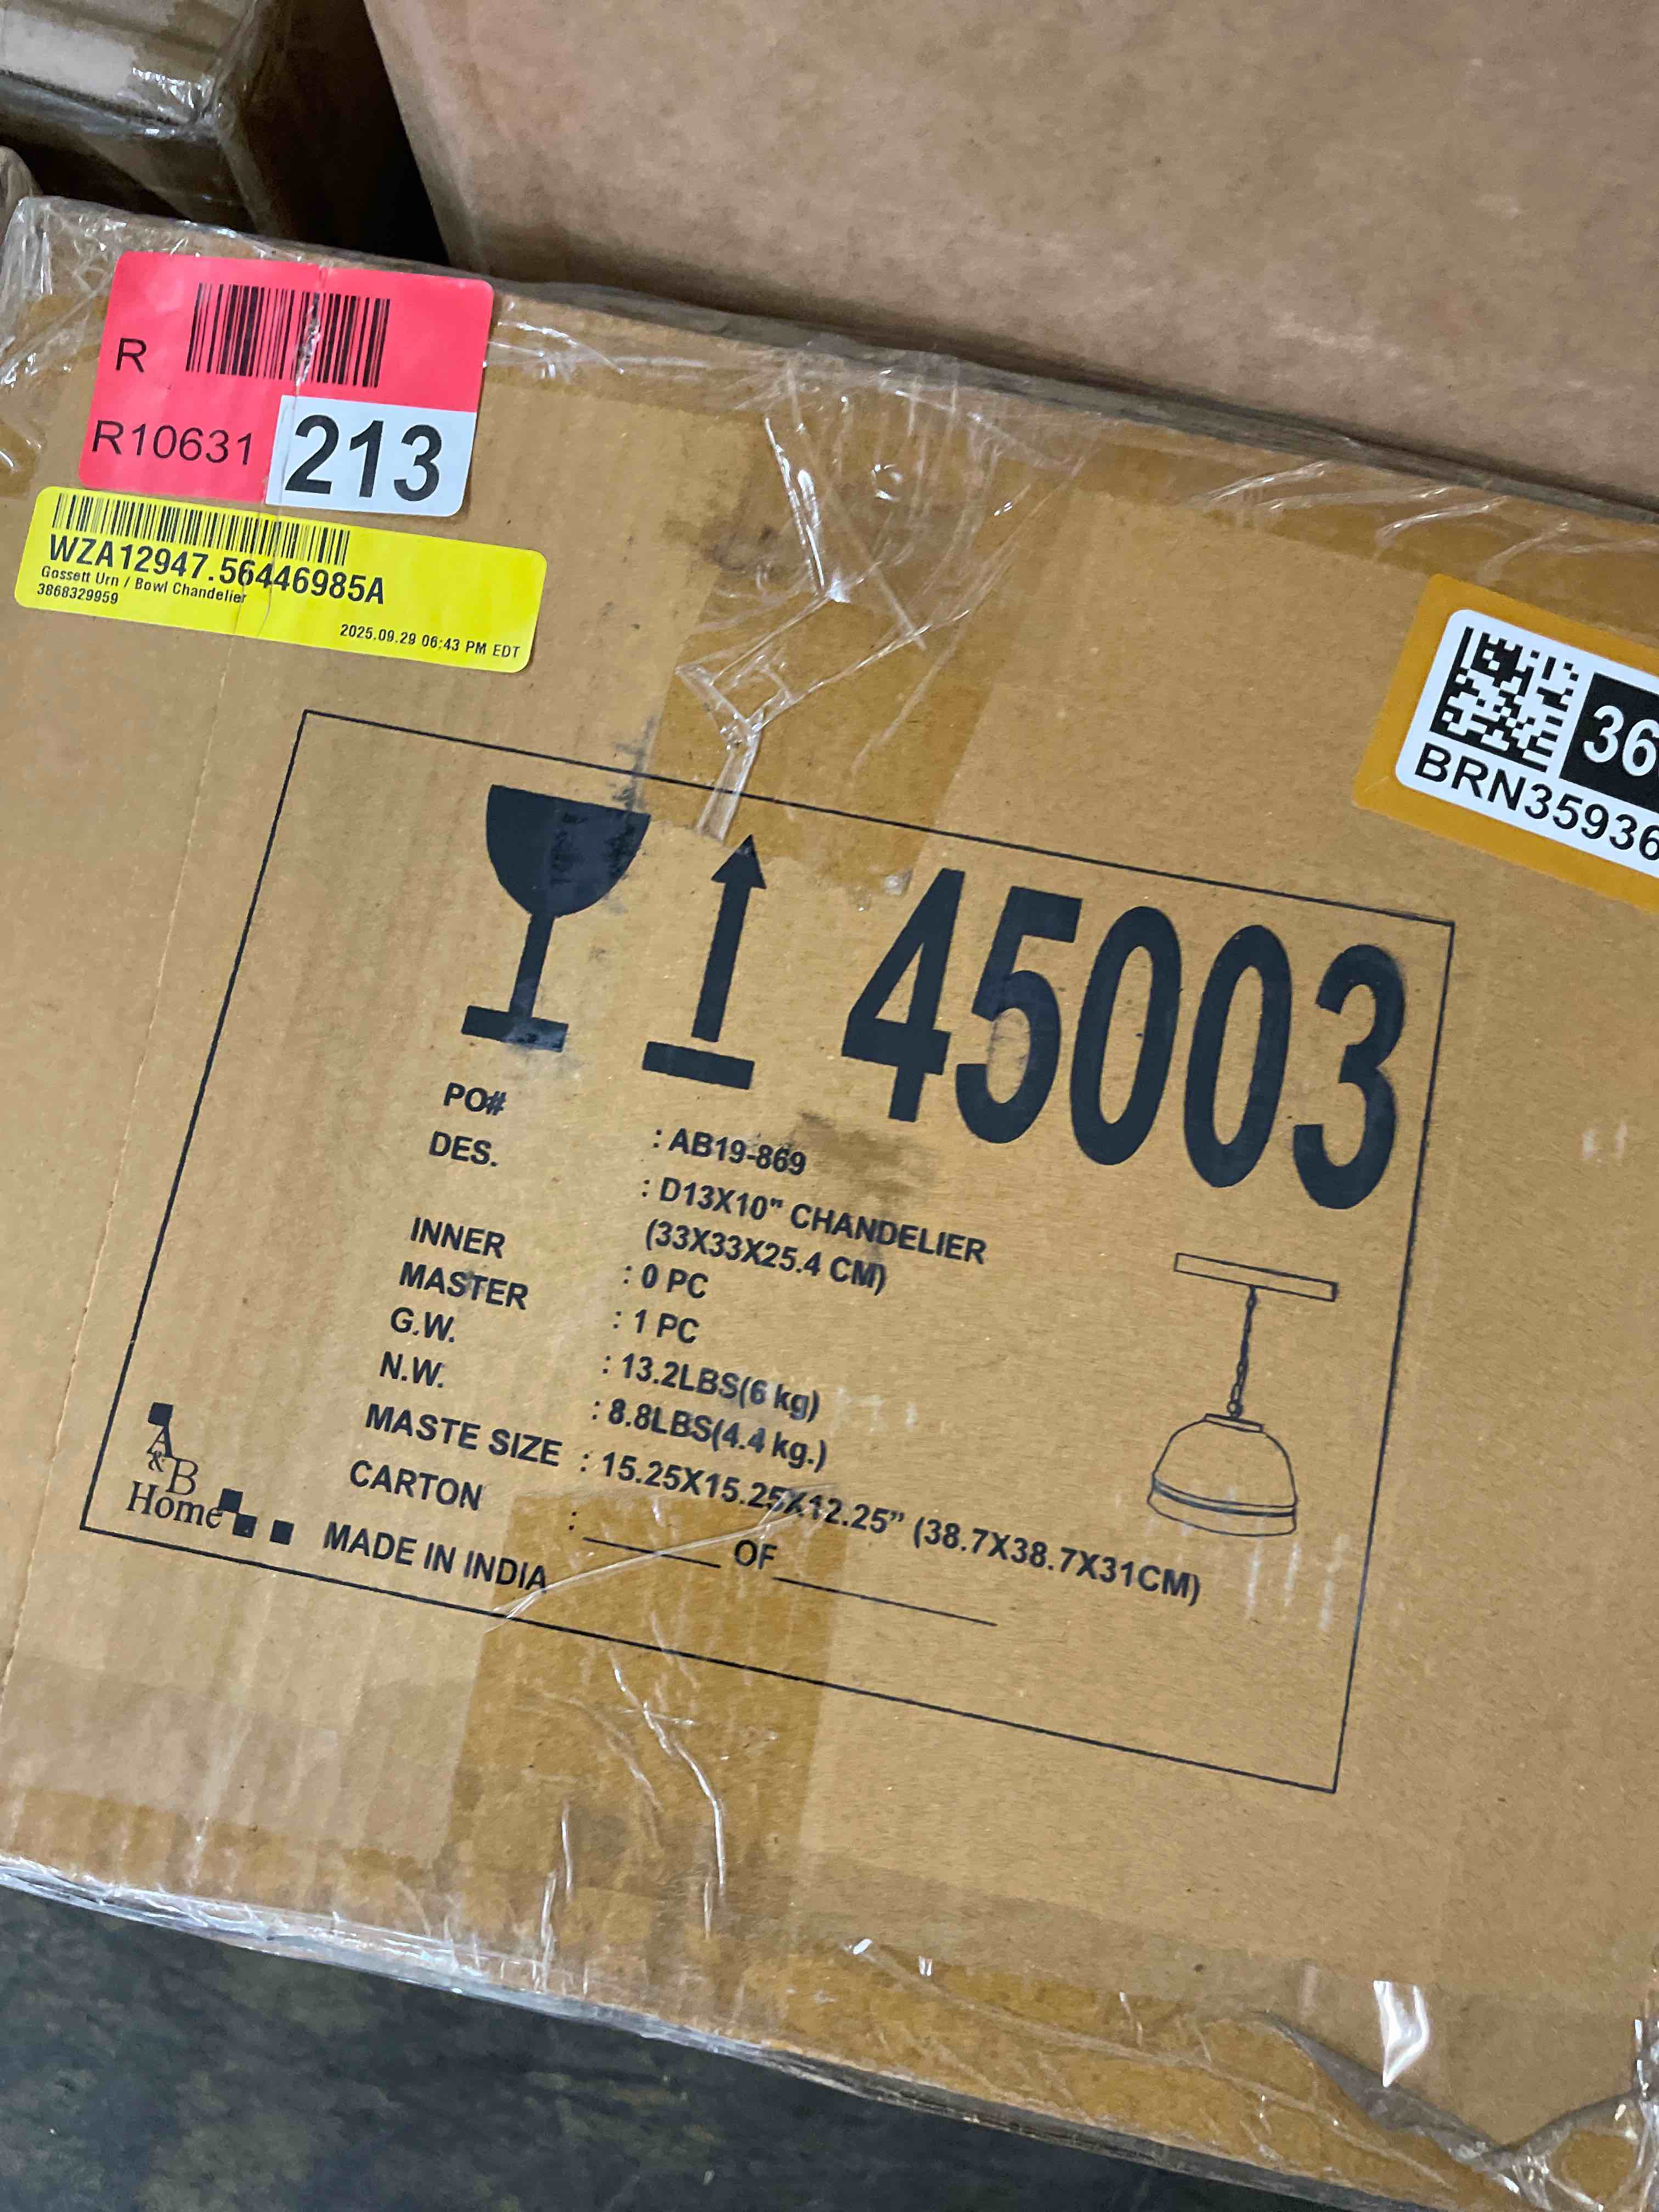 R
R10631
213
WZA12947.56446985A
Gossett Urn / Bowl Chandelier
3868329959
2025.09.29 06:43 PM EDT
36
BRN35936
45003
PO# : AB19-869
DES. : D13X10" CHANDELIER
(33X33X25.4 CM)
INNER : 0 PC
MASTER : 1 PC
G.W. : 13.2LBS(6 kg)
N.W. : 8.8LBS(4.4 kg.)
MASTE SIZE : 15.25X15.25X12.25” (38.7X38.7X31CM)
CARTON : ________ OF ____________
MADE IN INDIA
A
&B
Home